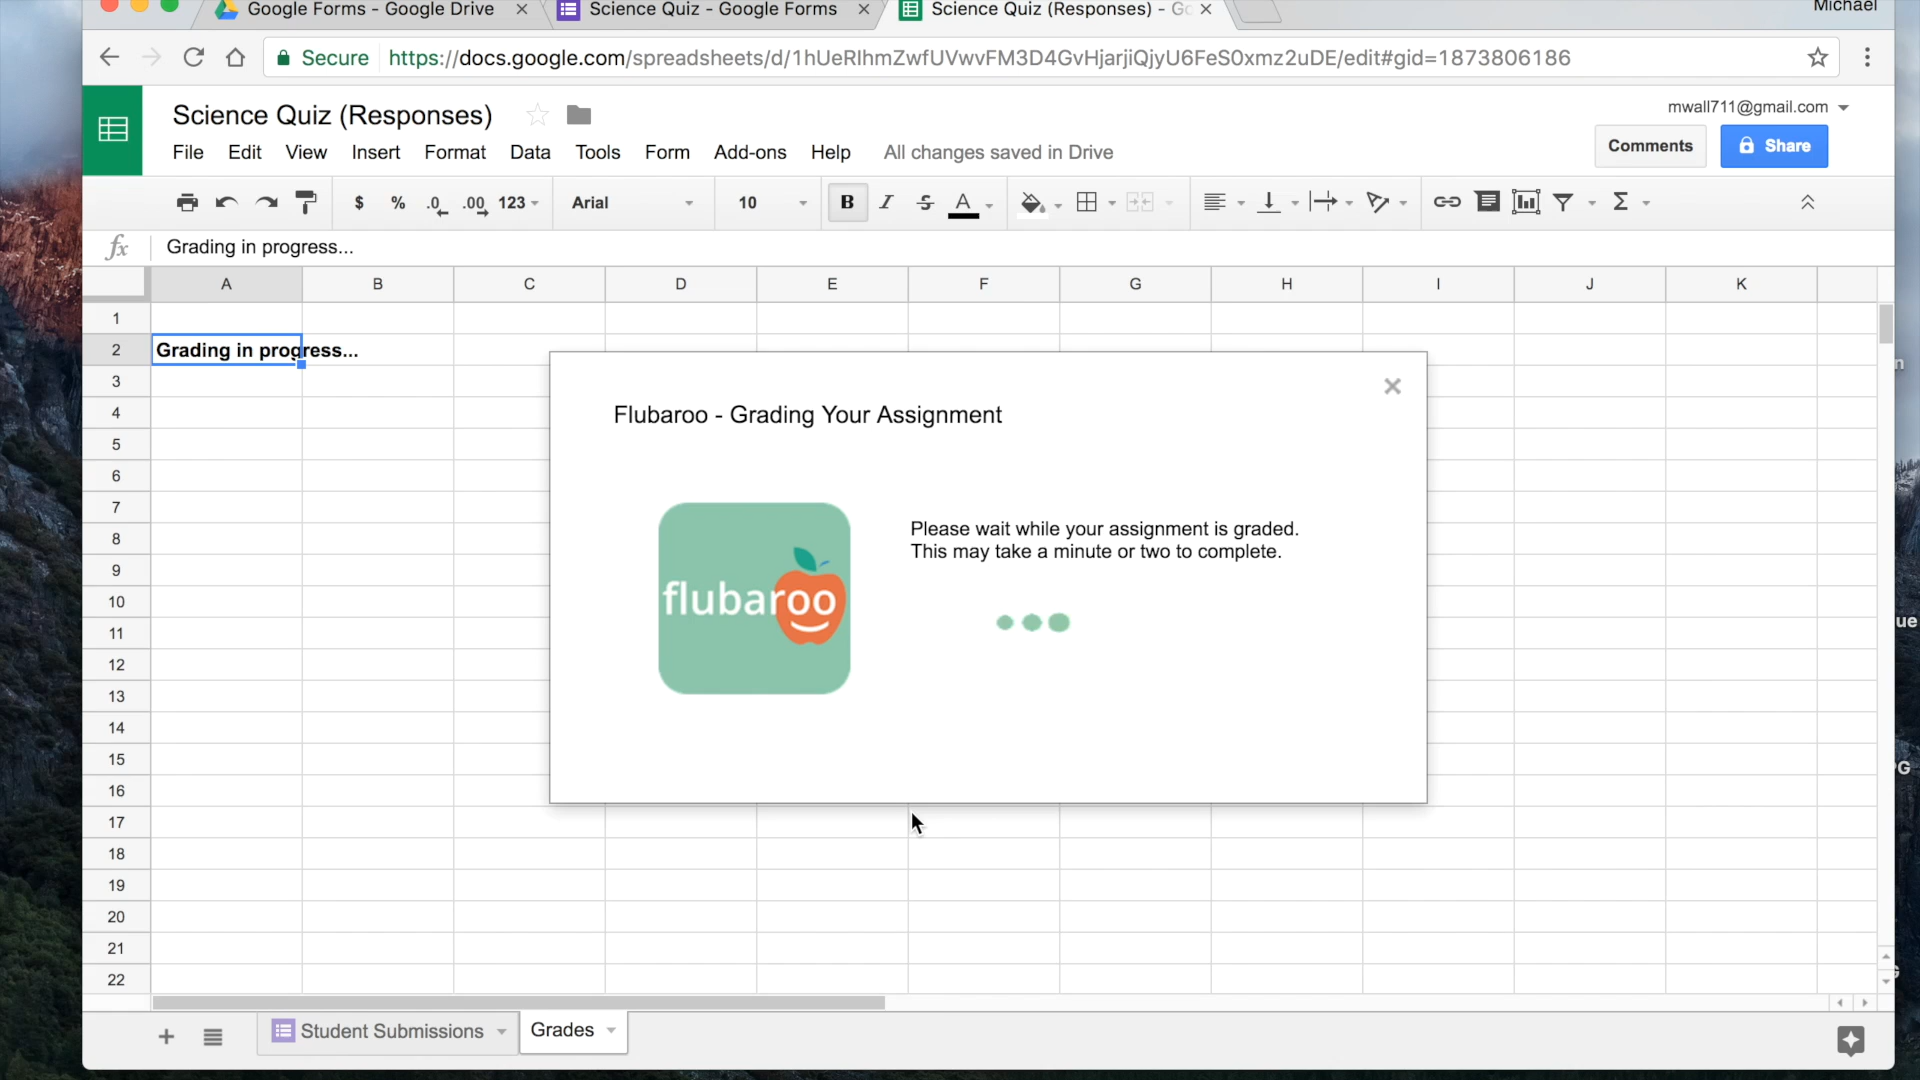 Michael
Google Forms - Google Drive
Science Quiz - Google Forms
Science Quiz (Responses) - Go
Secure
https://docs.google.com/spreadsheets/d/1hUeRIhmZwfUVwvFM3D4GvHjarjiQjyU6FeS0xmz2uDE/edit#gid=1873806186
Science Quiz (Responses)
mwall711@gmail.com
File Edit View Insert Format Data Tools Form Add-ons Help All changes saved in Drive
Comments
Share
$ % .0 .00 123 Arial 10 B I S A Σ
fx Grading in progress...
A B C D E F G H I J K
1
2 Grading in progress...
3
4
5
6
7
8
9
10
11
12
13
14
15
16
17
18
19
20
21
22
Flubaroo - Grading Your Assignment
flubaroo
Please wait while your assignment is graded.
This may take a minute or two to complete.
n
ue
PG
G
+ Student Submissions Grades